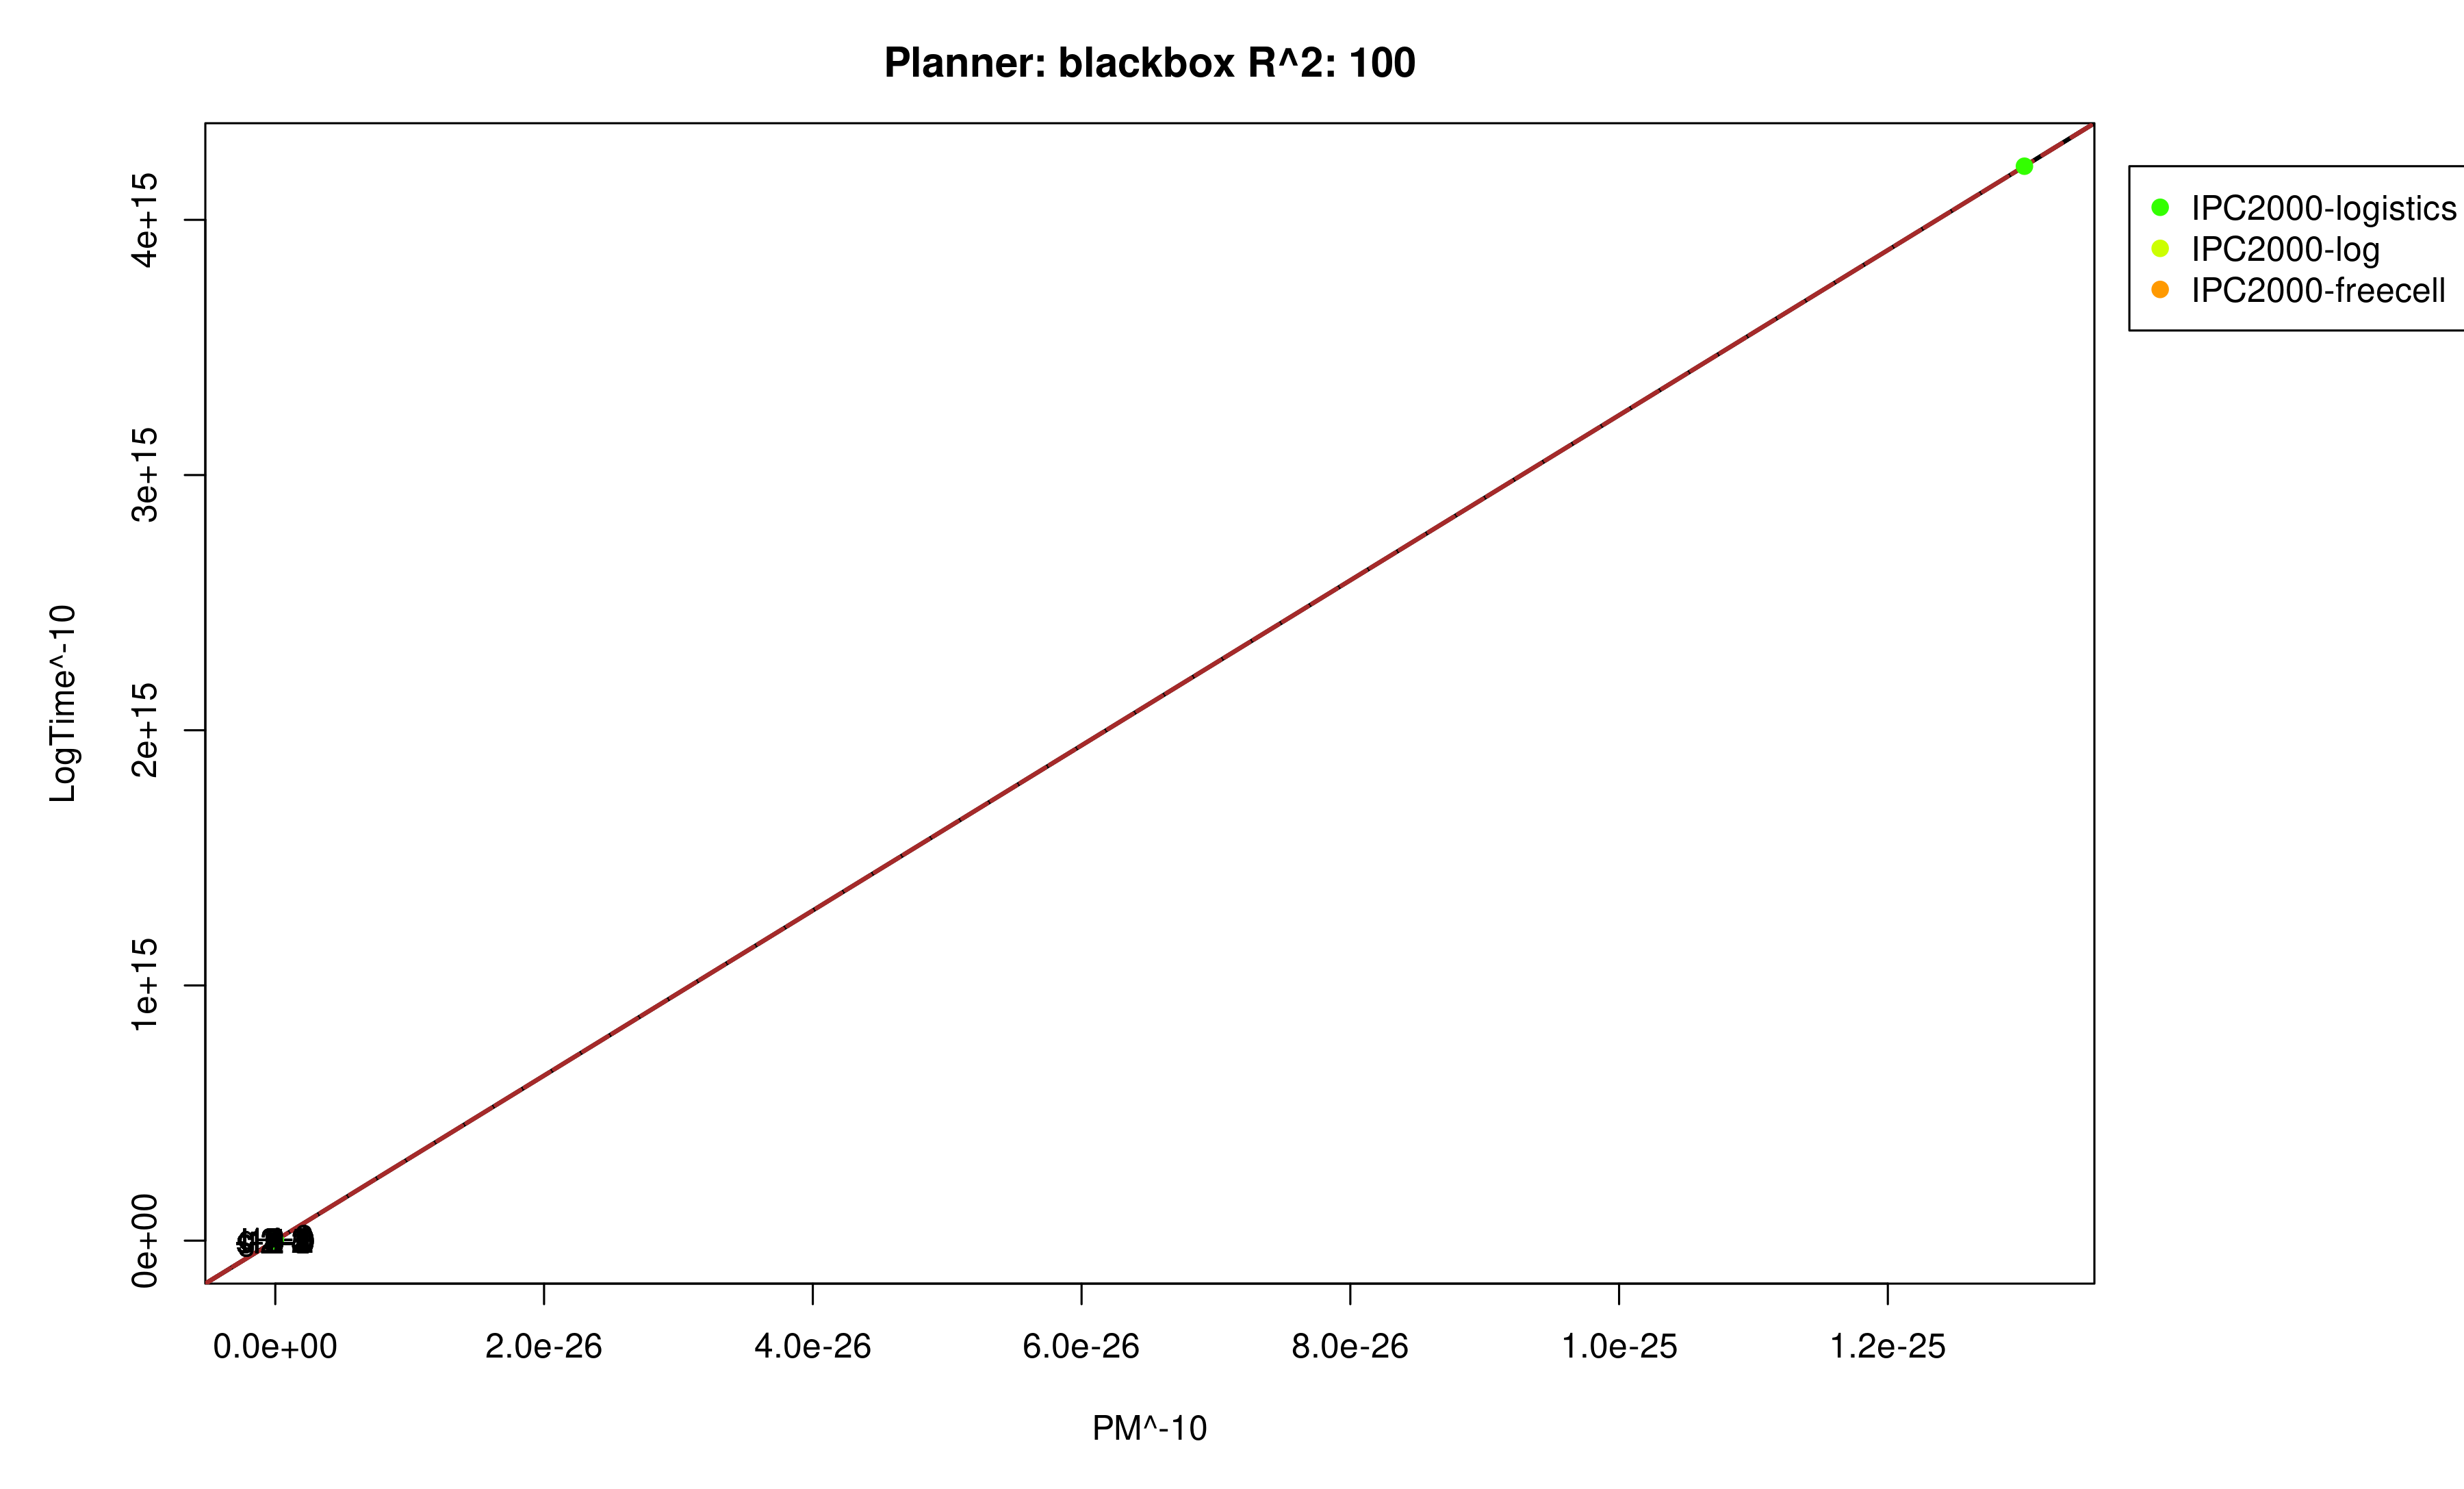 Planner: blackbox R^2: 100
LogTime^-10
4e+15
3e+15
2e+15
1e+15
0e+00
0.0e+00 2.0e-26 4.0e-26 6.0e-26 8.0e-26 1.0e-25 1.2e-25
PM^-10
IPC2000-logistics
IPC2000-log
IPC2000-freecell